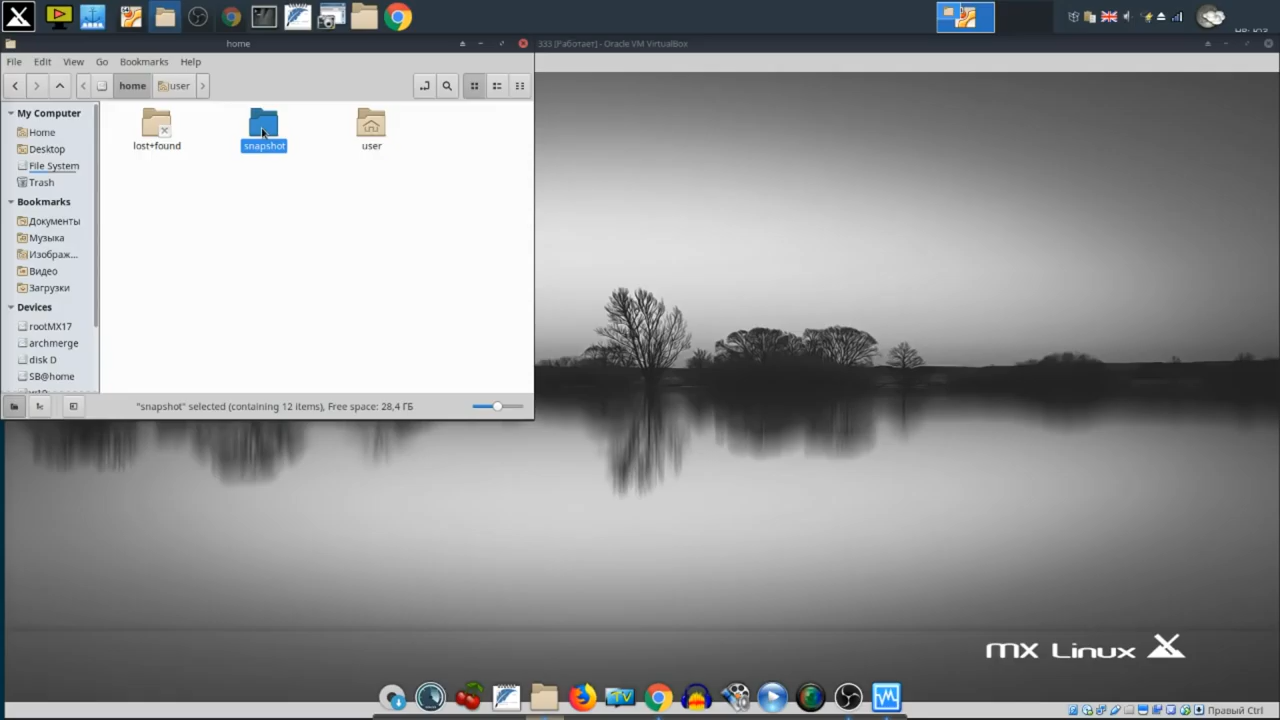 home
333 [Работает] - Oracle VM VirtualBox
File Edit View Go Bookmarks Help
home user
My Computer
Home
Desktop
File System
Trash
Bookmarks
Документы
Музыка
Изображ...
Видео
Загрузки
Devices
rootMX17
archmerge
disk D
SB@home
lost+found
snapshot
user
"snapshot" selected (containing 12 items), Free space: 28,4 ГБ
TV
MX Linux
Правый Ctrl